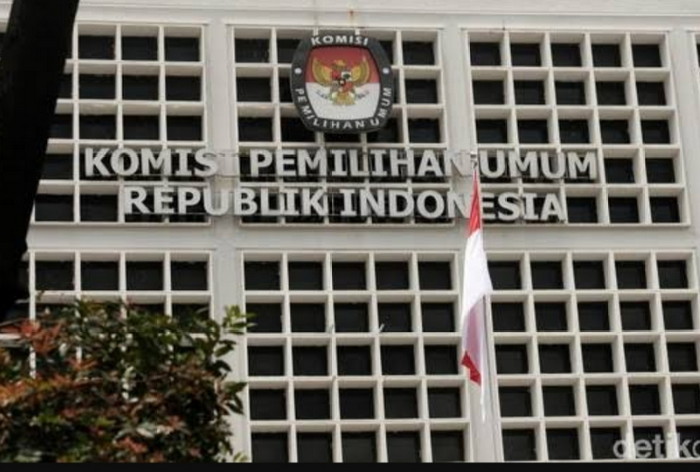 KOMISI
PEMILIHAN UMUM
KOMISI PEMILIHAN UMUM
REPUBLIK INDONESIA
detik